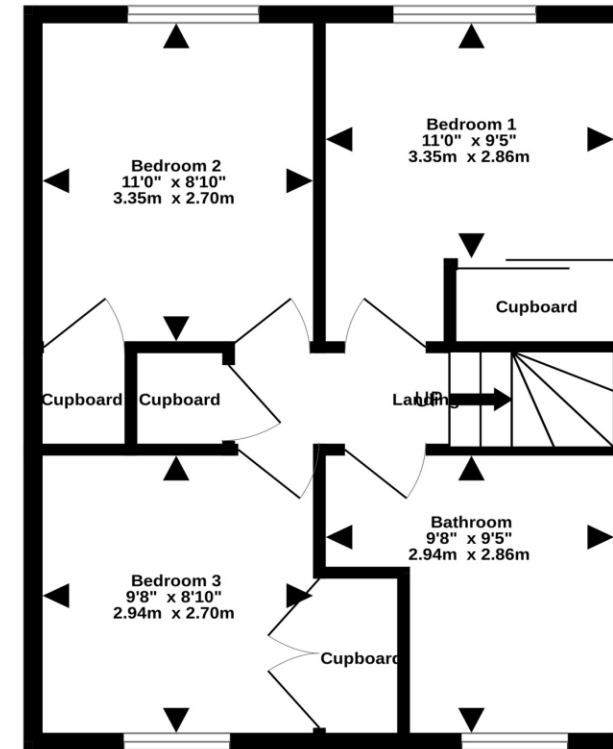 Bedroom 1
11'0" x 9'5"
3.35m x 2.86m
Bedroom 2
11'0" x 8'10"
3.35m x 2.70m
Cupboard
Cupboard
Cupboard
Landing
UP
Bathroom
9'8" x 9'5"
2.94m x 2.86m
Bedroom 3
9'8" x 8'10"
2.94m x 2.70m
Cupboard